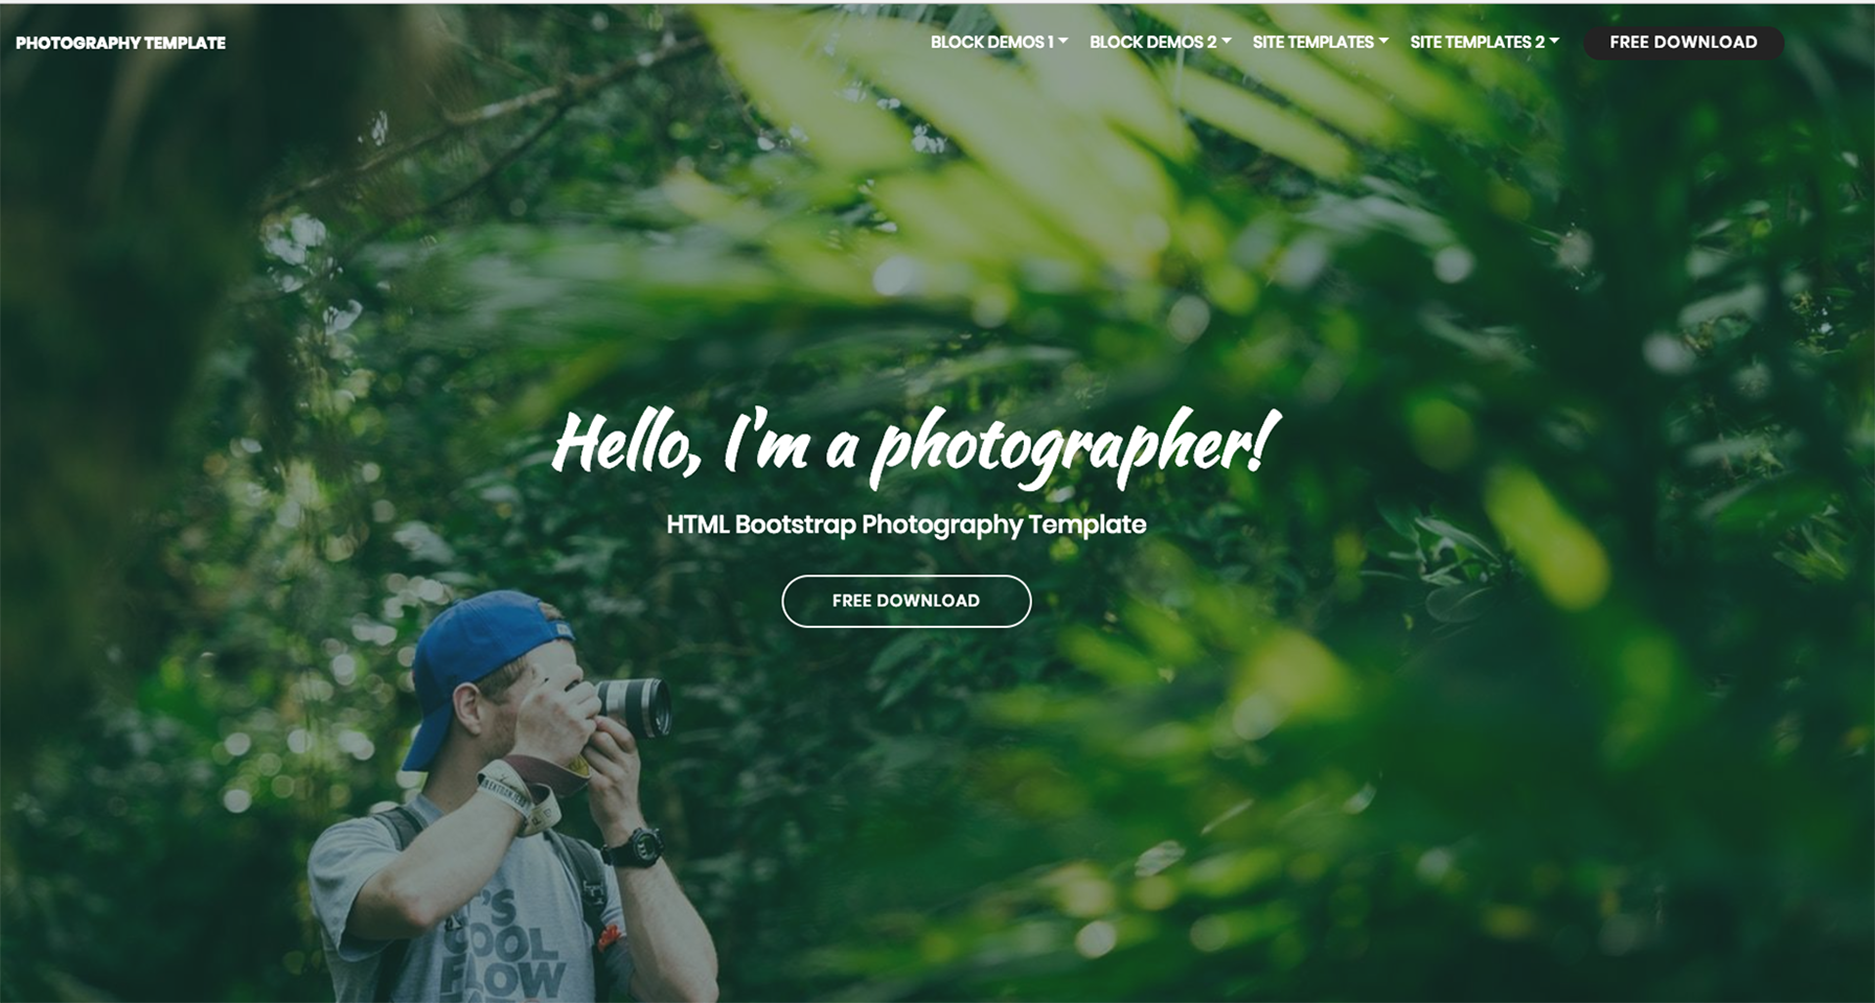 PHOTOGRAPHY TEMPLATE
BLOCK DEMOS 1
BLOCK DEMOS 2
SITE TEMPLATES
SITE TEMPLATES 2
FREE DOWNLOAD
Hello, I'm a photographer!
HTML Bootstrap Photography Template
FREE DOWNLOAD
COOL
FLOW